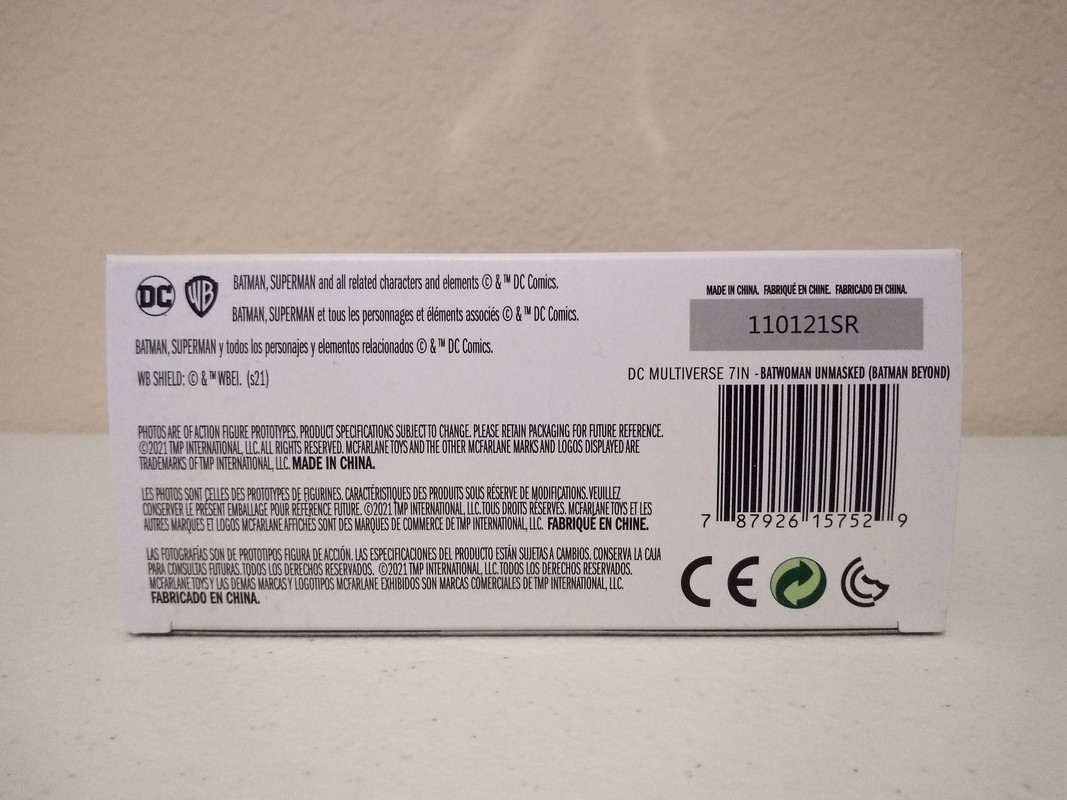 DC WB BATMAN, SUPERMAN and all related characters and elements © & ™ DC Comics.
BATMAN, SUPERMAN et tous les personnages et éléments associés © & ™ DC Comics.
BATMAN, SUPERMAN y todos los personajes y elementos relacionados © & ™ DC Comics.
WB SHIELD: © & ™ WBEI. (s21)
PHOTOS ARE OF ACTION FIGURE PROTOTYPES. PRODUCT SPECIFICATIONS SUBJECT TO CHANGE. PLEASE RETAIN PACKAGING FOR FUTURE REFERENCE.
©2021 TMP INTERNATIONAL, LLC. ALL RIGHTS RESERVED. MCFARLANE TOYS AND THE OTHER MCFARLANE MARKS AND LOGOS DISPLAYED ARE
TRADEMARKS OF TMP INTERNATIONAL, LLC. MADE IN CHINA.
LES PHOTOS SONT CELLES DES PROTOTYPES DE FIGURINES. CARACTÉRISTIQUES DES PRODUITS SOUS RÉSERVE DE MODIFICATIONS. VEUILLEZ
CONSERVER LE PRÉSENT EMBALLAGE POUR RÉFÉRENCE FUTURE. ©2021 TMP INTERNATIONAL, LLC. TOUS DROITS RÉSERVÉS. MCFARLANE TOYS ET LES
AUTRES MARQUES ET LOGOS MCFARLANE AFFICHÉS SONT DES MARQUES DE COMMERCE DE TMP INTERNATIONAL, LLC. FABRIQUÉ EN CHINE.
LAS FOTOGRAFÍAS SON DE PROTOTIPOS FIGURA DE ACCIÓN. LAS ESPECIFICACIONES DEL PRODUCTO ESTÁN SUJETAS A CAMBIOS. CONSERVA LA CAJA
PARA CONSULTAS FUTURAS. TODOS LOS DERECHOS RESERVADOS. ©2021 TMP INTERNATIONAL, LLC. TODOS LOS DERECHOS RESERVADOS.
MCFARLANE TOYS Y LAS DEMÁS MARCAS Y LOGOTIPOS MCFARLANE EXHIBIDOS SON MARCAS COMERCIALES DE TMP INTERNATIONAL, LLC.
FABRICADO EN CHINA.
MADE IN CHINA. FABRIQUÉ EN CHINE. FABRICADO EN CHINA.
110121SR
DC MULTIVERSE 7IN - BATWOMAN UNMASKED (BATMAN BEYOND)
7 87926 15752 9
CE